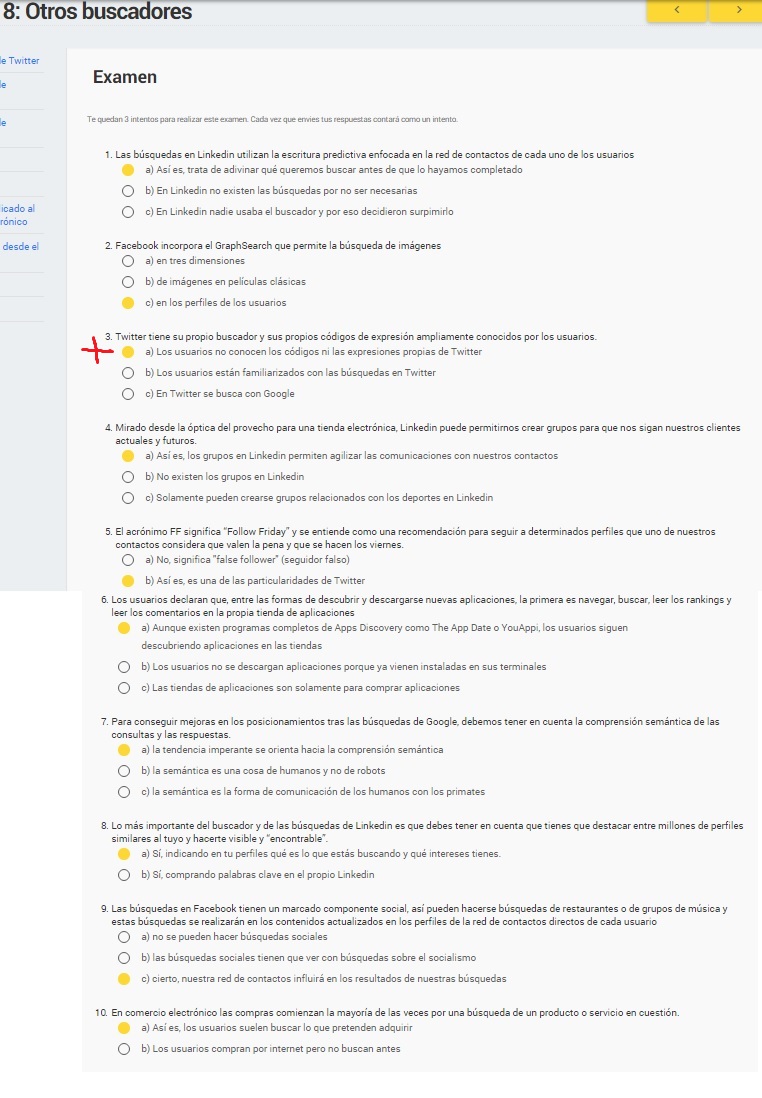 8: Otros buscadores
< >
e Twitter
le
le
icado al
rónico
desde el
Examen
Te quedan 3 intentos para realizar este examen. Cada vez que envies tus respuestas contará como un intento.
1. Las búsquedas en Linkedin utilizan la escritura predictiva enfocada en la red de contactos de cada uno de los usuarios
a) Así es, trata de adivinar qué queremos buscar antes de que lo hayamos completado
b) En Linkedin no existen las búsquedas por no ser necesarias
c) En Linkedin nadie usaba el buscador y por eso decidieron surpimirlo
2. Facebook incorpora el GraphSearch que permite la búsqueda de imágenes
a) en tres dimensiones
b) de imágenes en películas clásicas
c) en los perfiles de los usuarios
3. Twitter tiene su propio buscador y sus propios códigos de expresión ampliamente conocidos por los usuarios.
a) Los usuarios no conocen los códigos ni las expresiones propias de Twitter
b) Los usuarios están familiarizados con las búsquedas en Twitter
c) En Twitter se busca con Google
4. Mirado desde la óptica del provecho para una tienda electrónica, Linkedin puede permitirnos crear grupos para que nos sigan nuestros clientes
actuales y futuros.
a) Así es, los grupos en Linkedin permiten agilizar las comunicaciones con nuestros contactos
b) No existen los grupos en Linkedin
c) Solamente pueden crearse grupos relacionados con los deportes en Linkedin
5. El acrónimo FF significa "Follow Friday" y se entiende como una recomendación para seguir a determinados perfiles que uno de nuestros
contactos considera que valen la pena y que se hacen los viernes.
a) No, significa "false follower" (seguidor falso)
b) Así es, es una de las particularidades de Twitter
6. Los usuarios declaran que, entre las formas de descubrir y descargarse nuevas aplicaciones, la primera es navegar, buscar, leer los rankings y
leer los comentarios en la propia tienda de aplicaciones
a) Aunque existen programas completos de Apps Discovery como The App Date o YouAppi, los usuarios siguen
descubriendo aplicaciones en las tiendas
b) Los usuarios no se descargan aplicaciones porque ya vienen instaladas en sus terminales
c) Las tiendas de aplicaciones son solamente para comprar aplicaciones
7. Para conseguir mejoras en los posicionamientos tras las búsquedas de Google, debemos tener en cuenta la comprensión semántica de las
consultas y las respuestas.
a) la tendencia imperante se orienta hacia la comprensión semántica
b) la semántica es una cosa de humanos y no de robots
c) la semántica es la forma de comunicación de los humanos con los primates
8. Lo más importante del buscador y de las búsquedas de Linkedin es que debes tener en cuenta que tienes que destacar entre millones de perfiles
similares al tuyo y hacerte visible y "encontrable".
a) Sí, indicando en tu perfiles qué es lo que estás buscando y qué intereses tienes.
b) Sí, comprando palabras clave en el propio Linkedin
9. Las búsquedas en Facebook tienen un marcado componente social, así pueden hacerse búsquedas de restaurantes o de grupos de música y
estas búsquedas se realizarán en los contenidos actualizados en los perfiles de la red de contactos directos de cada usuario
a) no se pueden hacer búsquedas sociales
b) las búsquedas sociales tienen que ver con búsquedas sobre el socialismo
c) cierto, nuestra red de contactos influirá en los resultados de nuestras búsquedas
10. En comercio electrónico las compras comienzan la mayoría de las veces por una búsqueda de un producto o servicio en cuestión.
a) Así es, los usuarios suelen buscar lo que pretenden adquirir
b) Los usuarios compran por internet pero no buscan antes